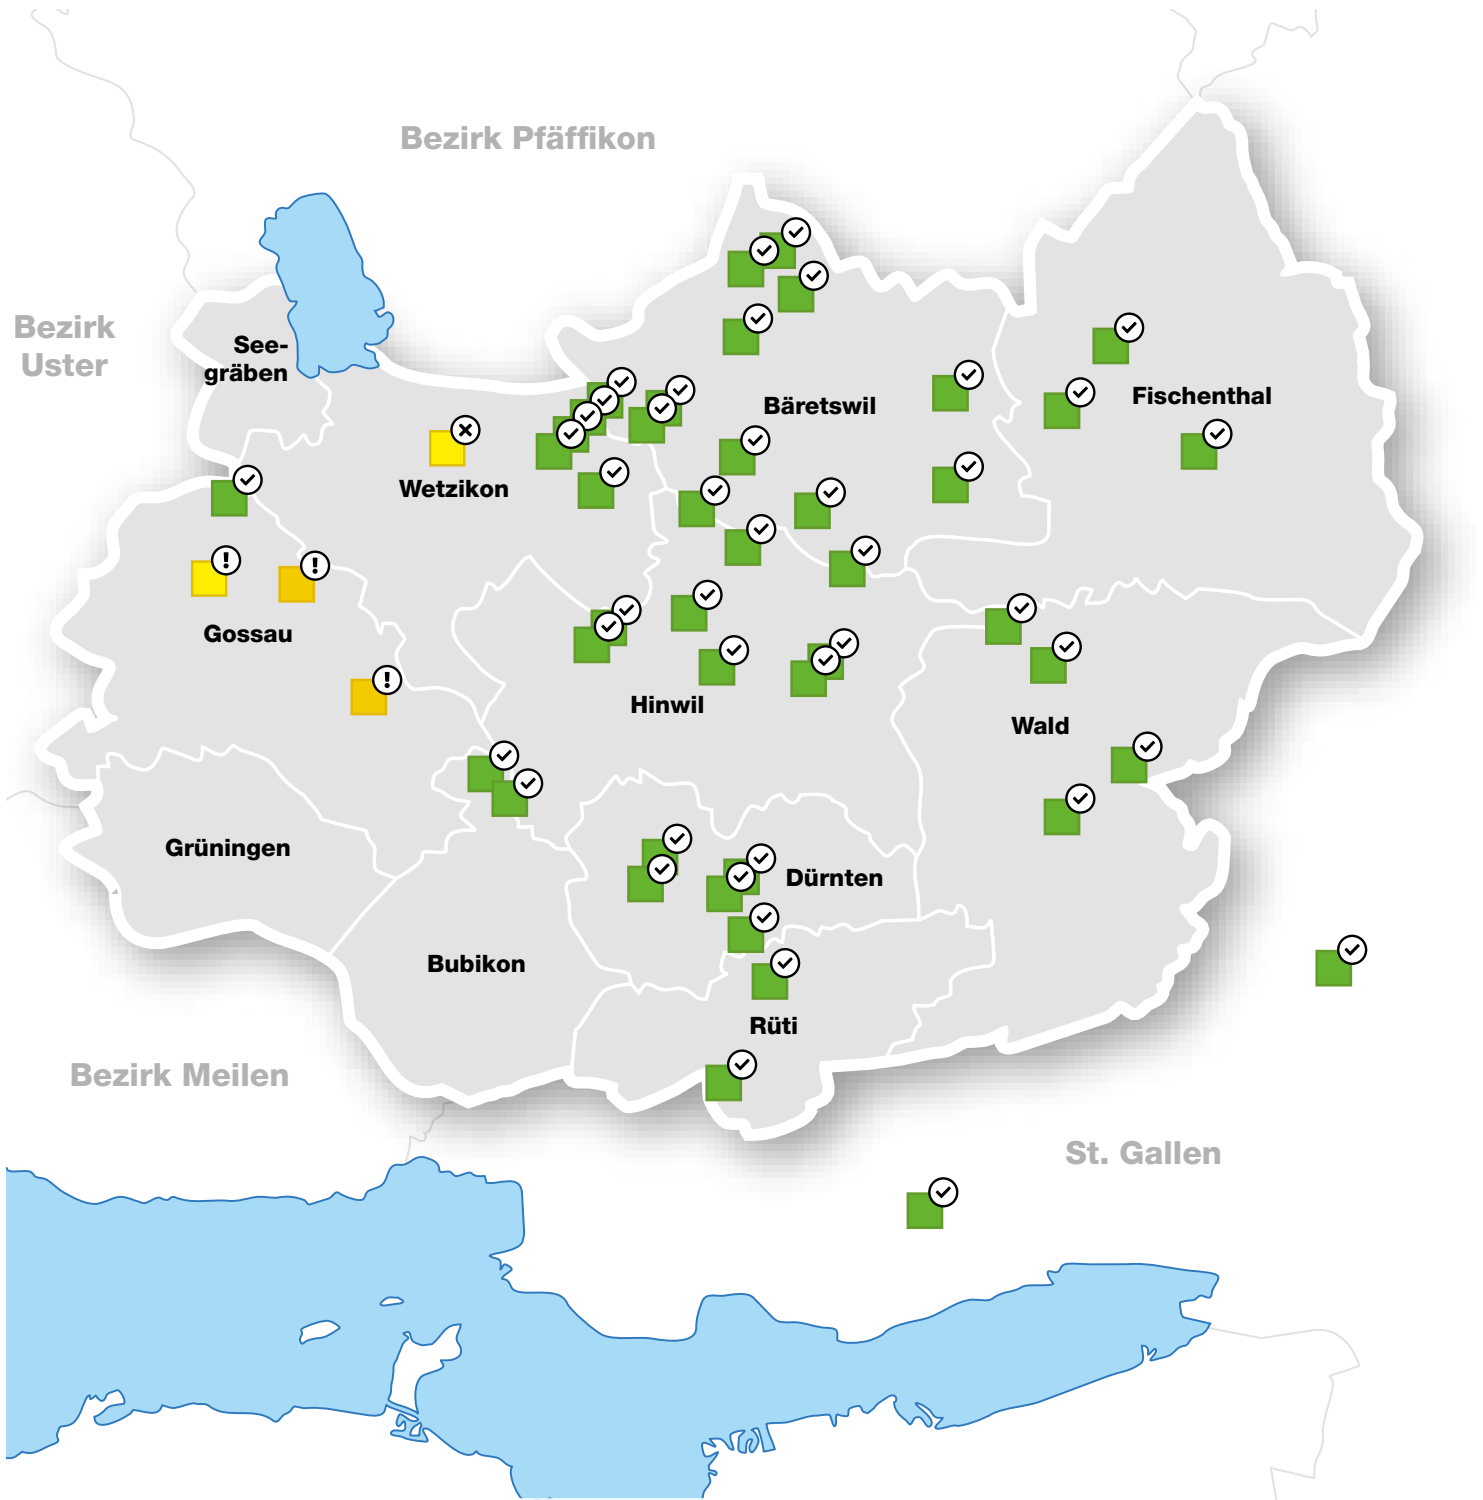 Bezirk Pfäffikon
Bezirk
Uster
See-
gräben
Bäretswil
Fischenthal
Wetzikon
Gossau
Hinwil
Wald
Grüningen
Dürnten
Bubikon
Rüti
Bezirk Meilen
St. Gallen